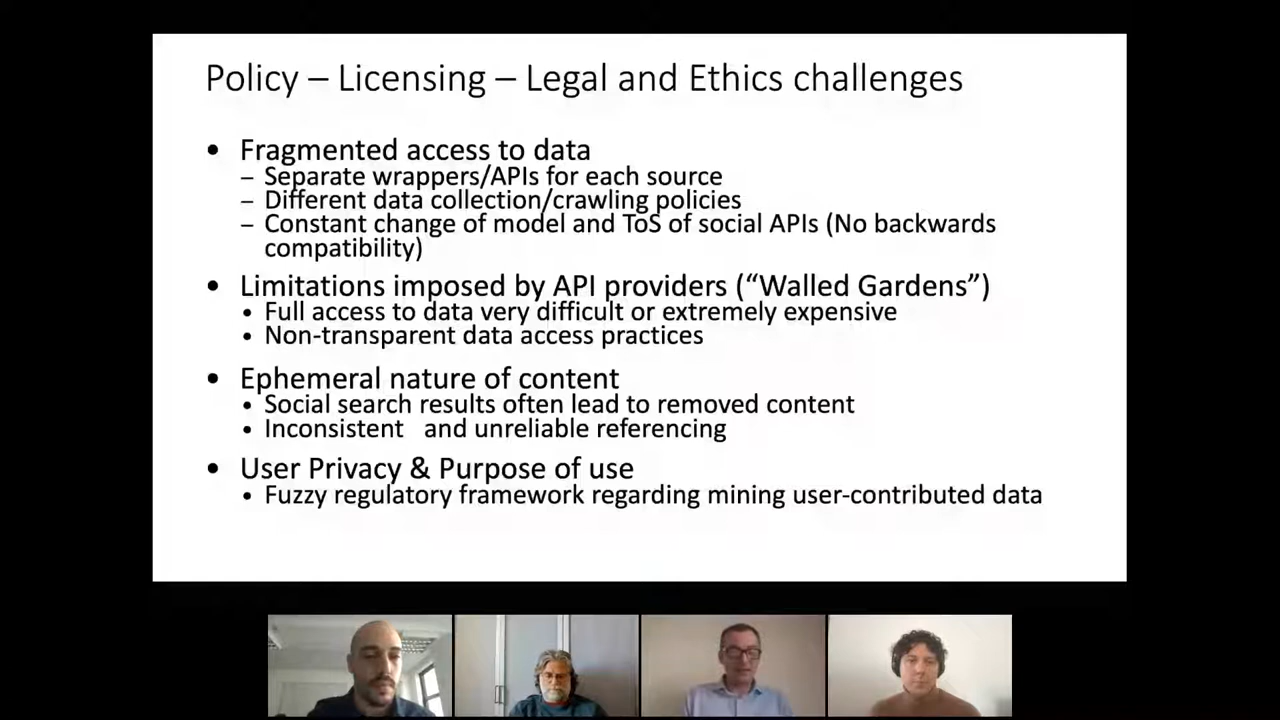 Policy – Licensing – Legal and Ethics challenges
• Fragmented access to data
– Separate wrappers/APIs for each source
– Different data collection/crawling policies
– Constant change of model and ToS of social APIs (No backwards
compatibility)
• Limitations imposed by API providers (“Walled Gardens”)
• Full access to data very difficult or extremely expensive
• Non-transparent data access practices
• Ephemeral nature of content
• Social search results often lead to removed content
• Inconsistent and unreliable referencing
• User Privacy & Purpose of use
• Fuzzy regulatory framework regarding mining user-contributed data